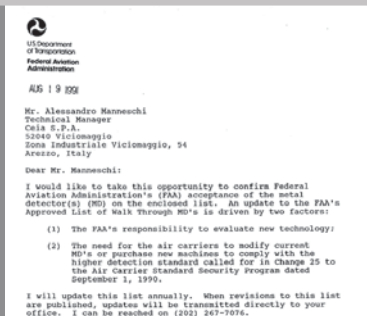 US Department
of Transportation
Federal Aviation
Administration
AUG 19 1991
Mr. Alessandro Manneschi
Technical Manager
Ceia S.P.A.
52040 Viciomaggio
Zona Industriale Viciomaggio, 54
Arezzo, Italy
Dear Mr. Manneschi:
I would like to take this opportunity to confirm Federal
Aviation Administration's (FAA) acceptance of the metal
detector(s) (MD) on the enclosed list. An update to the FAA's
Approved List of Walk Through MD's is driven by two factors:
(1) The FAA's responsibility to evaluate new technology;
(2) The need for the air carriers to modify current
MD's or purchase new machines to comply with the
higher detection standard called for in Change 25 to
the Air Carrier Standard Security Program dated
September 1, 1990.
I will update this list annually. When revisions to this list
are published, updates will be transmitted directly to your
office. I can be reached on (202) 267-7076.